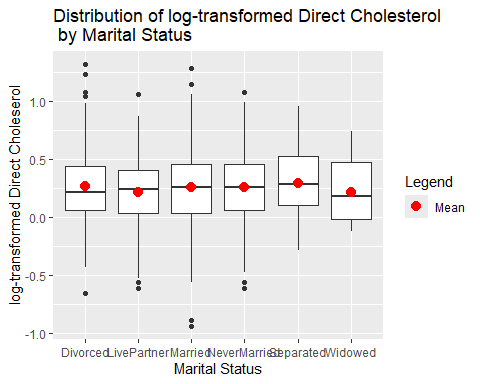 Distribution of log-transformed Direct Cholesterol
by Marital Status
log-transformed Direct Choleserol
1.0
0.5
0.0
-0.5
-1.0
Divorced LivePartner Married NeverMarried Separated Widowed
Marital Status
Legend
Mean